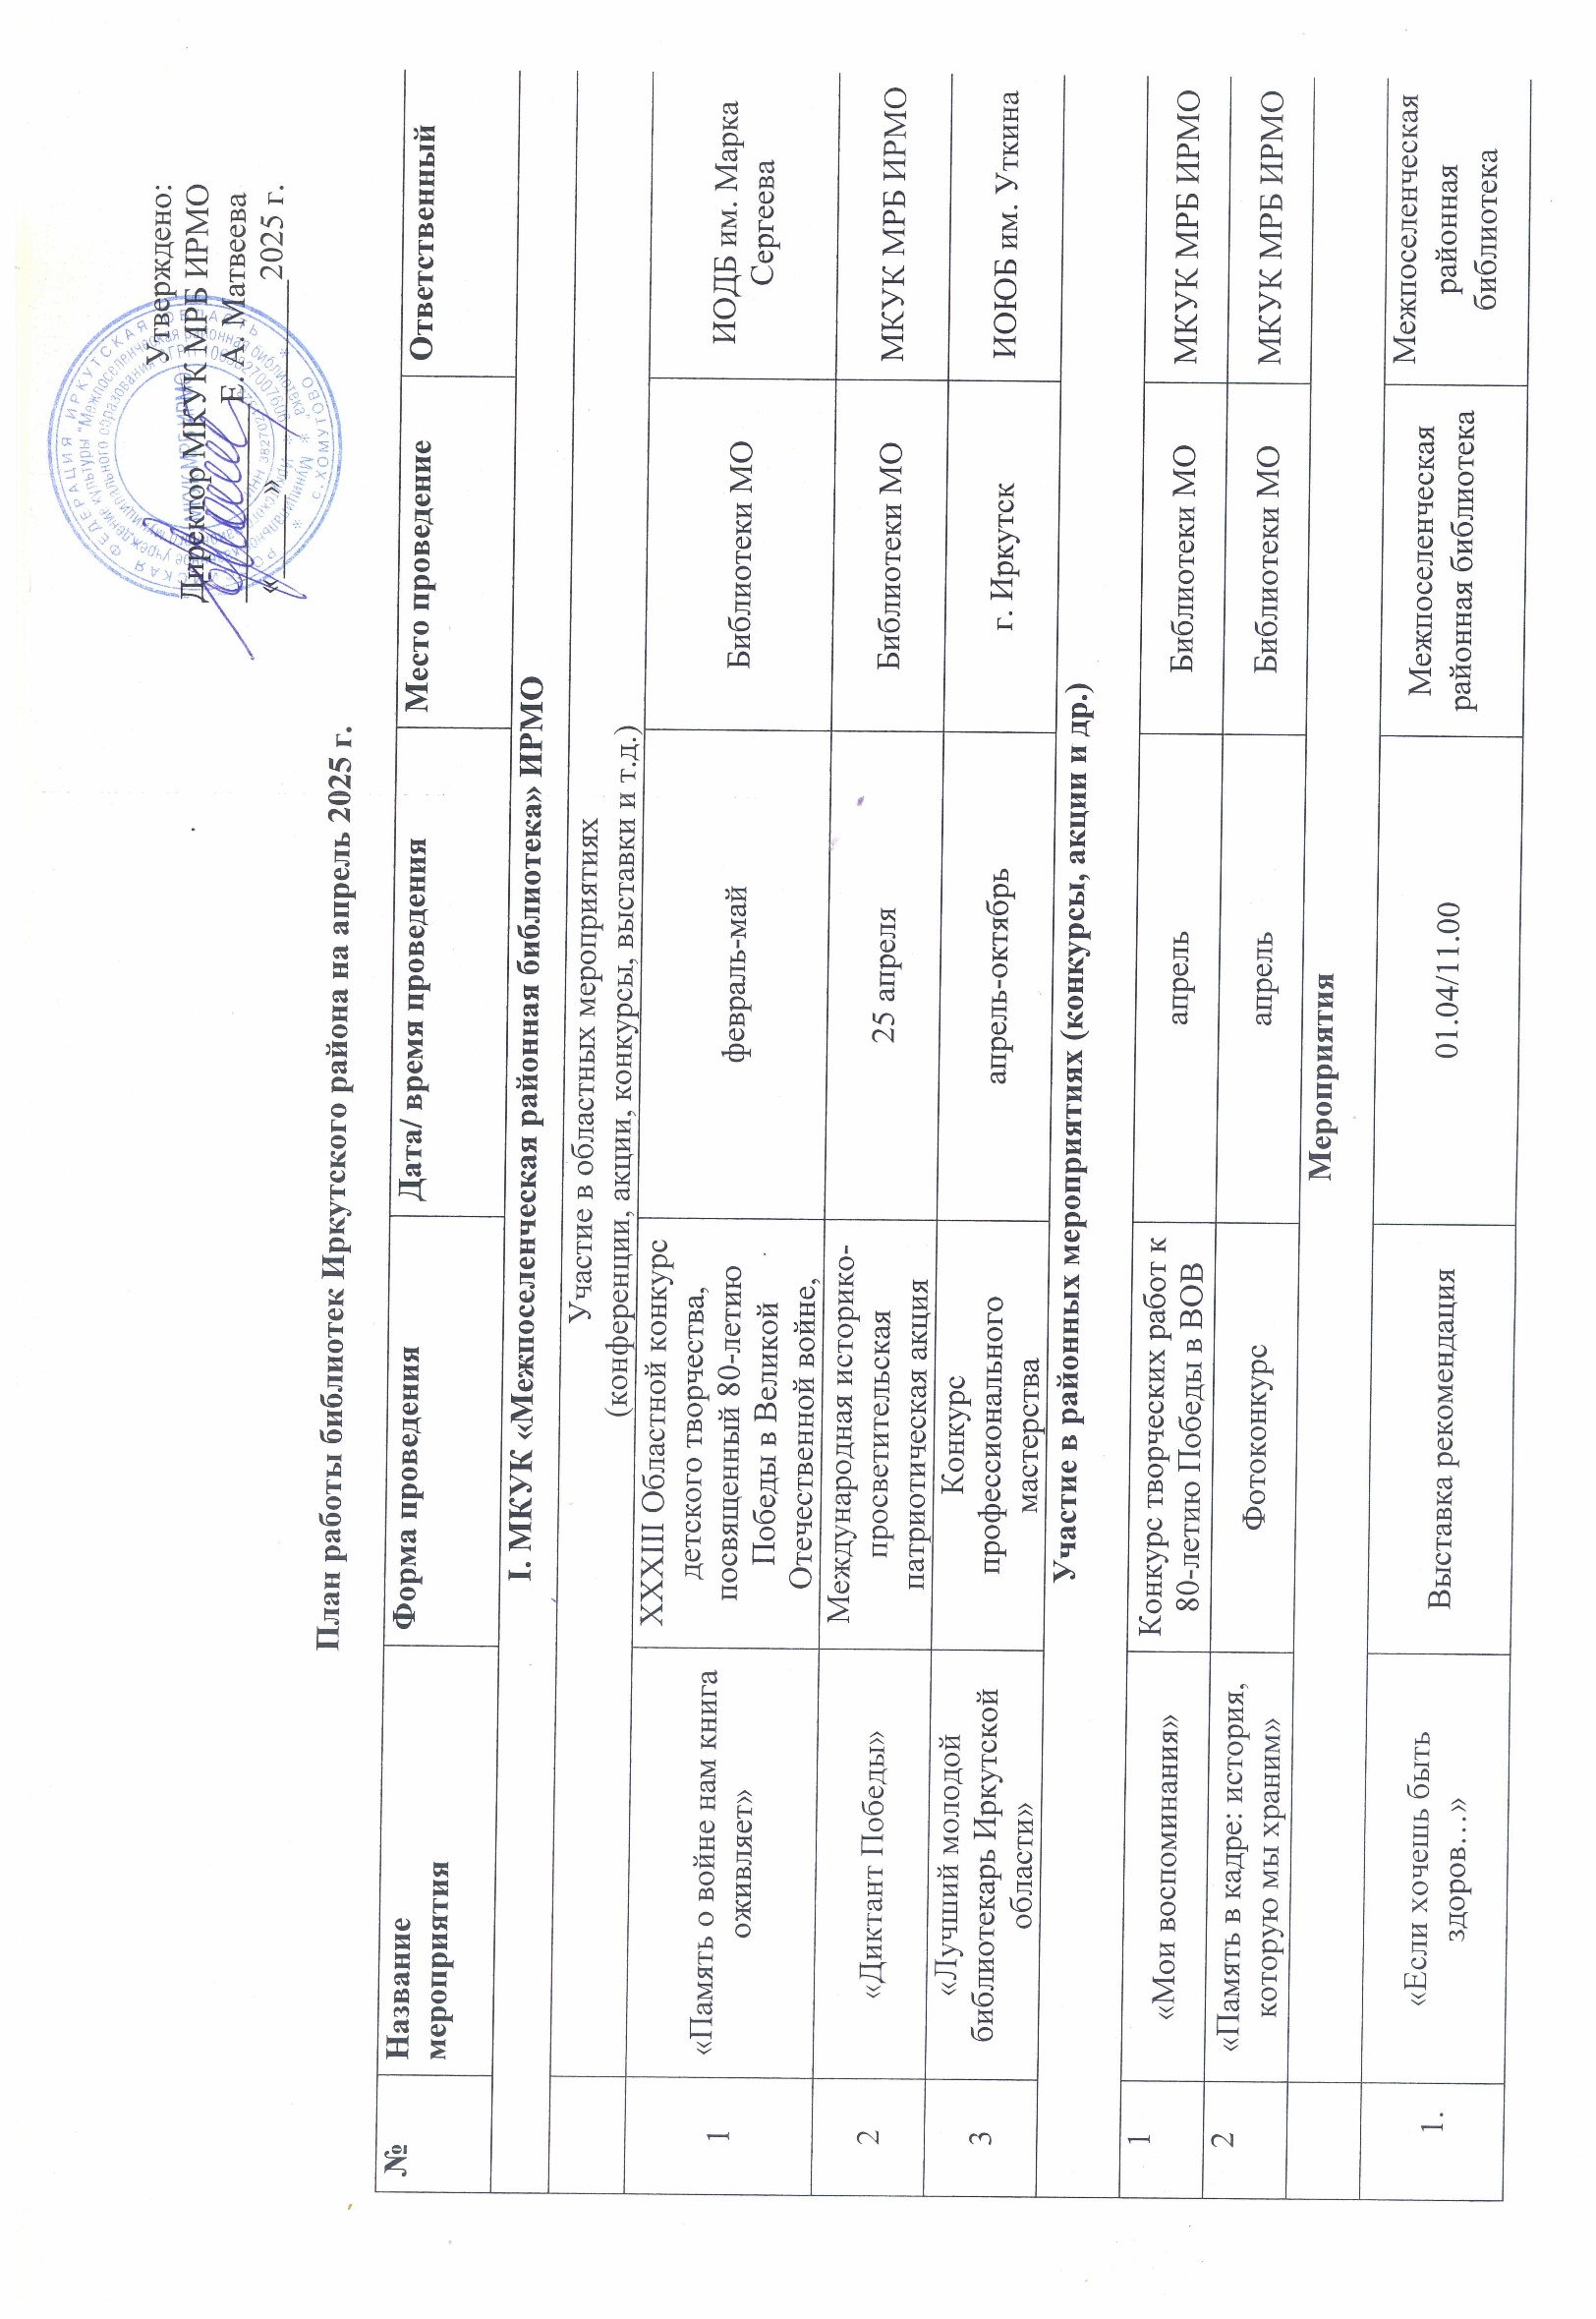 Утверждено:
Директор МКУК МРБ ИРМО
Е. А. Матвеева
«____»____________ 2025 г.
План работы библиотек Иркутского района на апрель 2025 г.
№
Название
мероприятия
Форма проведения
Дата/ время проведения
Место проведение
Ответственный
I. МКУК «Межпоселенческая районная библиотека» ИРМО
Участие в областных мероприятиях
(конференции, акции, конкурсы, выставки и т.д.)
1
«Память о войне нам книга
оживляет»
XXXIII Областной конкурс
детского творчества,
посвященный 80-летию
Победы в Великой
Отечественной войне,
февраль-май
Библиотеки МО
ИОДБ им. Марка
Сергеева
2
«Диктант Победы»
Международная историко-
просветительская
патриотическая акция
25 апреля
Библиотеки МО
МКУК МРБ ИРМО
3
«Лучший молодой
библиотекарь Иркутской
области»
Конкурс
профессионального
мастерства
апрель-октябрь
г. Иркутск
ИОЮБ им. Уткина
Участие в районных мероприятиях (конкурсы, акции и др.)
1
«Мои воспоминания»
Конкурс творческих работ к
80-летию Победы в ВОВ
апрель
Библиотеки МО
МКУК МРБ ИРМО
2
«Память в кадре: история,
которую мы храним»
Фотоконкурс
апрель
Библиотеки МО
МКУК МРБ ИРМО
Мероприятия
1.
«Если хочешь быть
здоров…»
Выставка рекомендация
01.04/11.00
Межпоселенческая
районная библиотека
Межпоселенческая
районная
библиотека